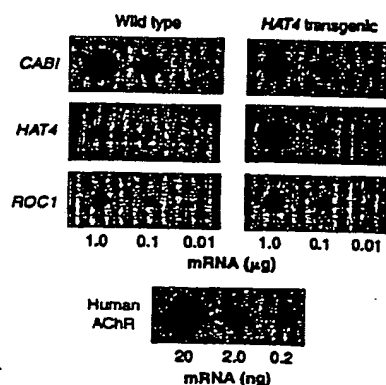 Wild type HAT4 transgenic
CABI
HAT4
ROC1
1.0 0.1 0.01 1.0 0.1 0.01
mRNA (μg)
Human
AChR
20 2.0 0.2
mRNA (ng)